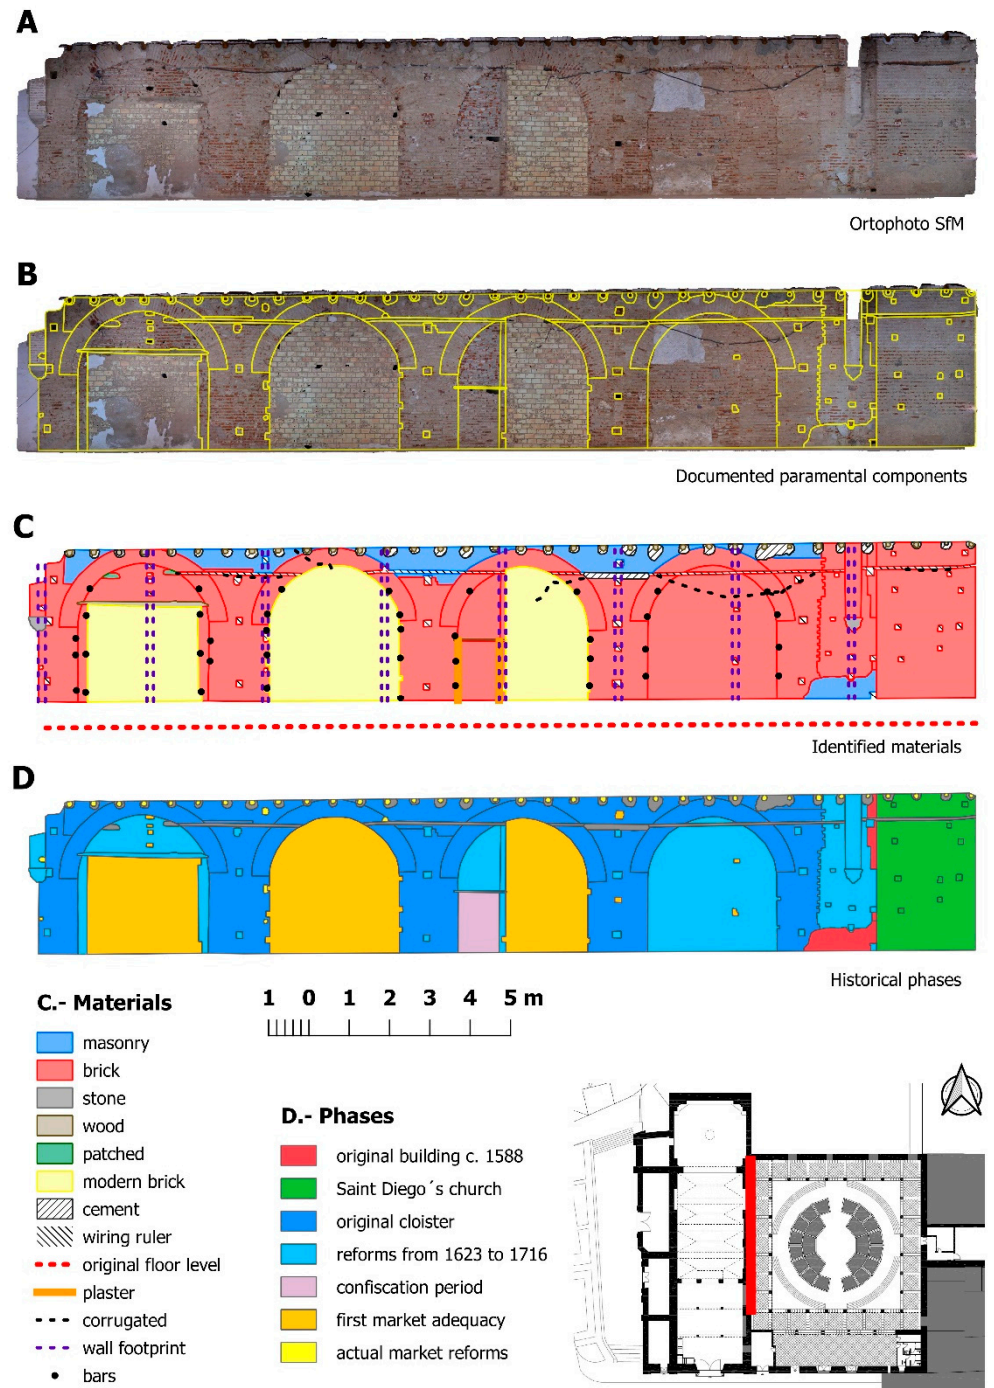 A
Ortophoto SfM
B
Documented paramental components
C
Identified materials
D
Historical phases
C.- Materials
masonry
brick
stone
wood
patched
modern brick
cement
wiring ruler
original floor level
plaster
corrugated
wall footprint
bars
1 0 1 2 3 4 5 m
D.- Phases
original building c. 1588
Saint Diego´s church
original cloister
reforms from 1623 to 1716
confiscation period
first market adequacy
actual market reforms